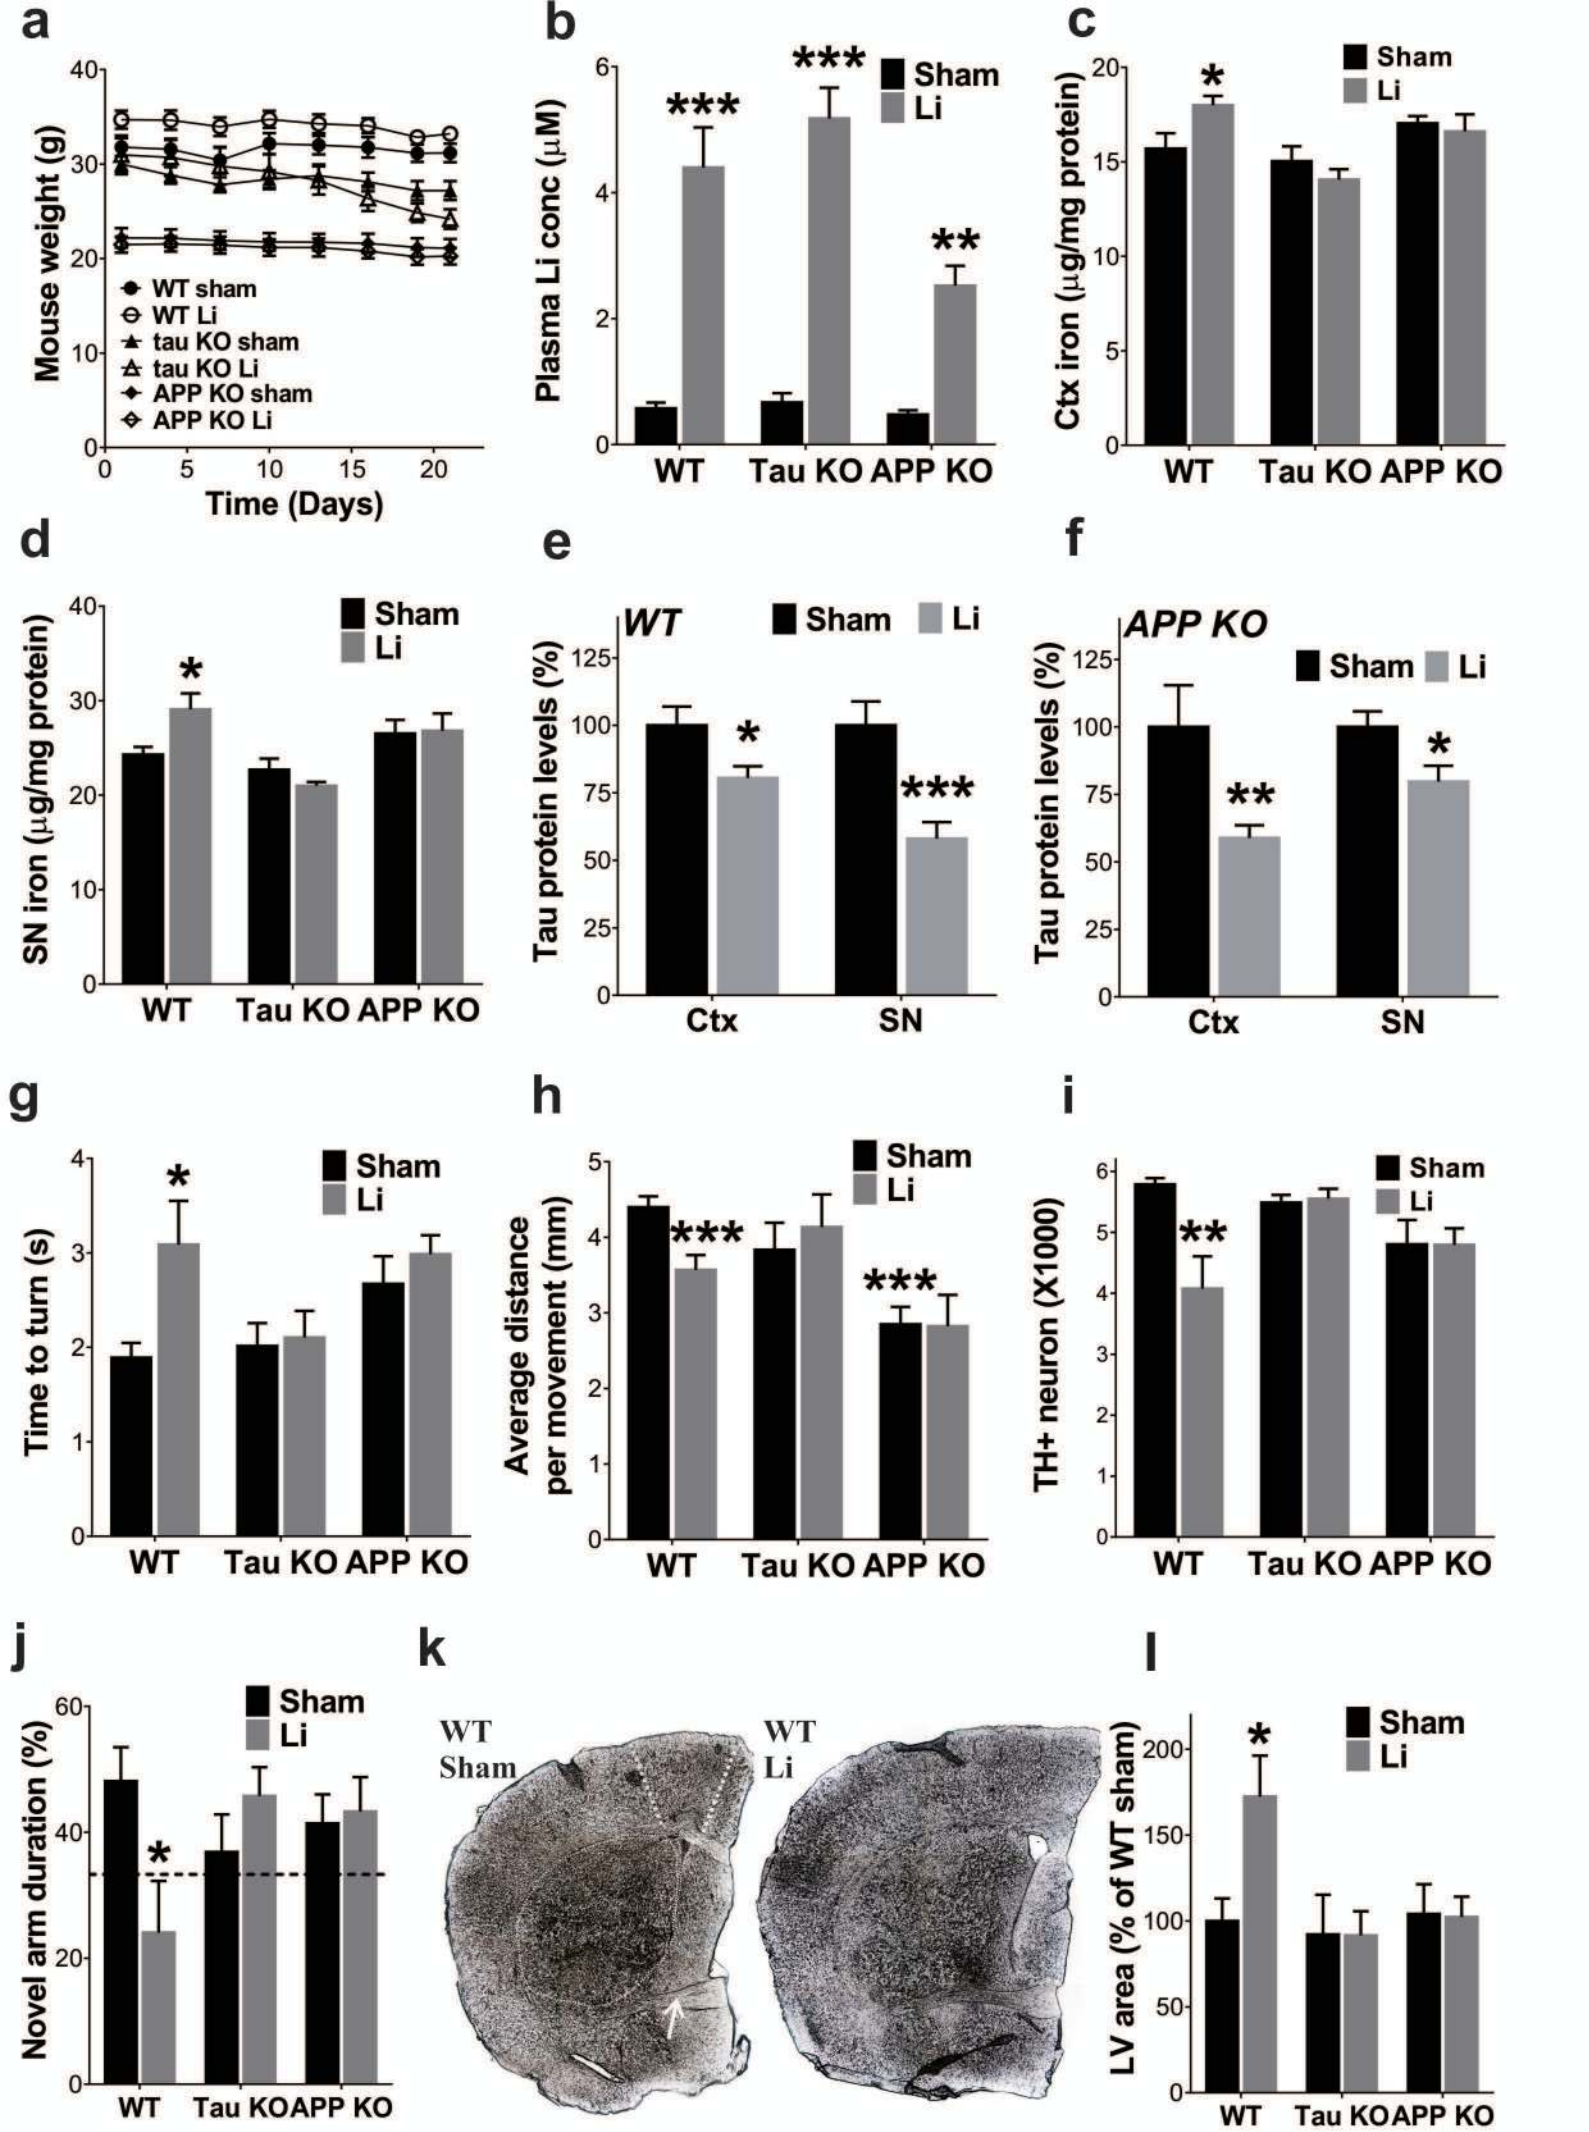 a
40
30
20
10
0
0 5 10 15 20
Mouse weight (g)
Time (Days)
WT sham
WT Li
tau KO sham
tau KO Li
APP KO sham
APP KO Li
b
6
4
2
0
Plasma Li conc (μM)
Sham
Li
***
***
**
WT Tau KO APP KO
c
20
15
10
5
0
Ctx iron (μg/mg protein)
Sham
Li
*
WT Tau KO APP KO
d
40
30
20
10
0
SN iron (μg/mg protein)
Sham
Li
*
WT Tau KO APP KO
e
WT
Sham Li
125
100
75
50
25
0
Tau protein levels (%)
*
***
Ctx SN
f
APP KO
Sham Li
125
100
75
50
25
0
Tau protein levels (%)
**
*
Ctx SN
g
4
3
2
1
0
Time to turn (s)
Sham
Li
*
WT Tau KO APP KO
h
5
4
3
2
1
0
Average distance
per movement (mm)
Sham
Li
***
***
WT Tau KO APP KO
i
6
5
4
3
2
1
0
TH+ neuron (X1000)
Sham
Li
**
WT Tau KO APP KO
j
60
40
20
0
Novel arm duration (%)
Sham
Li
*
WT Tau KO APP KO
k
WT
Sham
WT
Li
l
200
150
100
50
0
LV area (% of WT sham)
Sham
Li
*
WT Tau KO APP KO